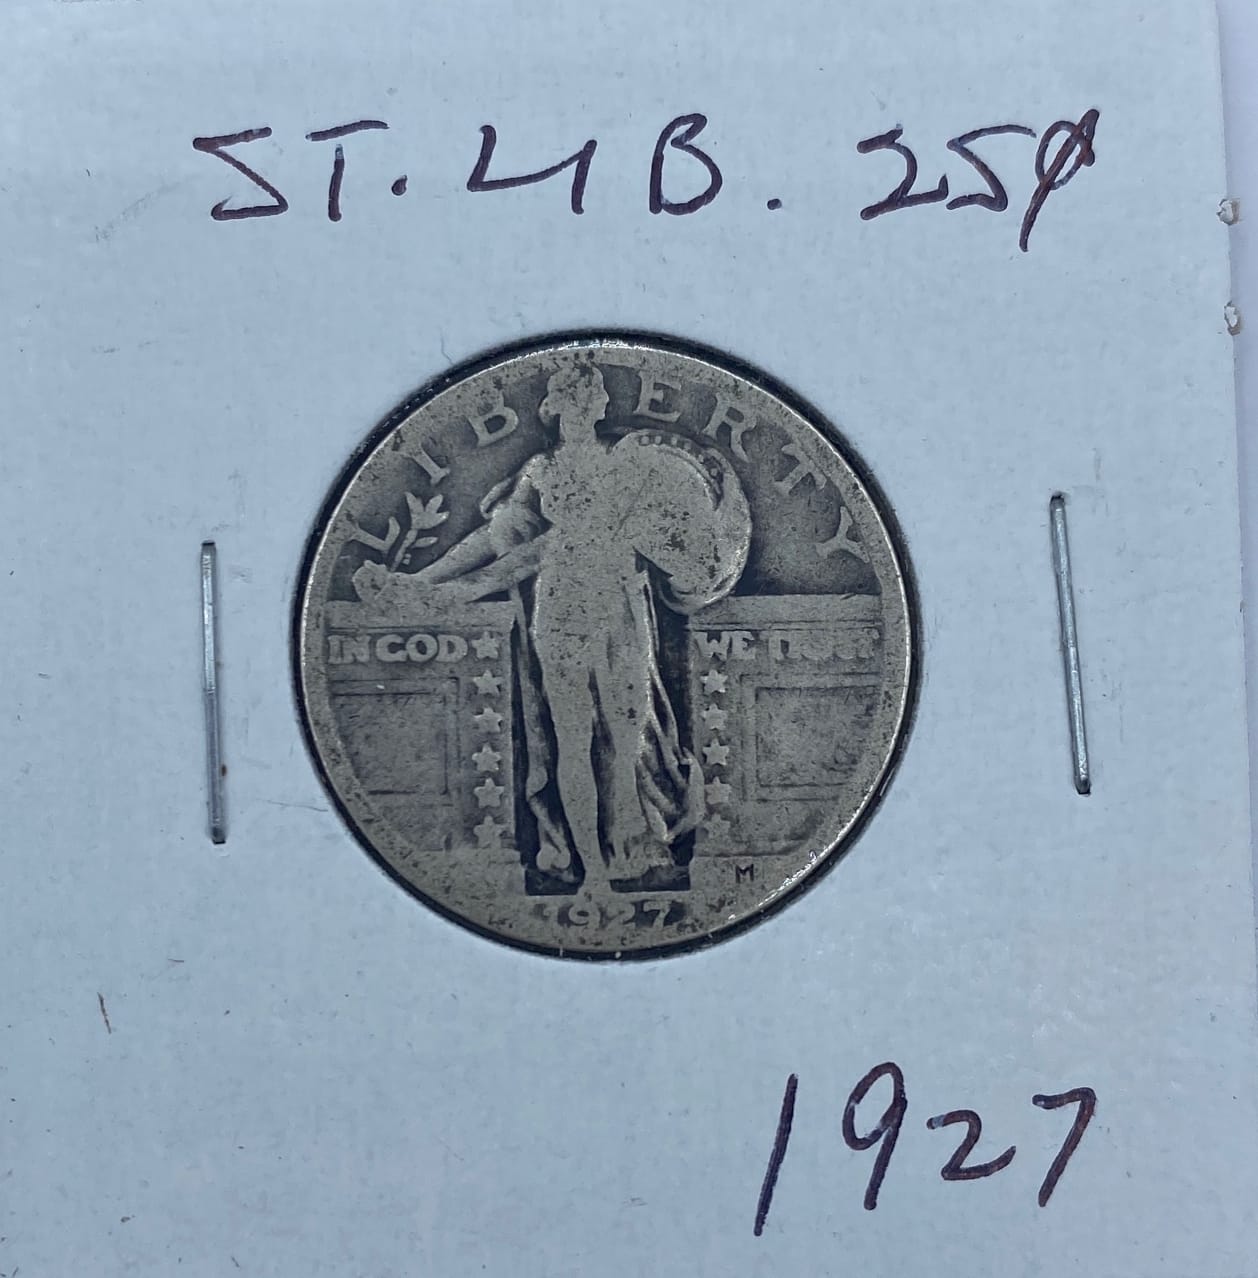 ST. LIB. 25¢
LIBERTY
IN GOD WE TRUST
M
1927
1927